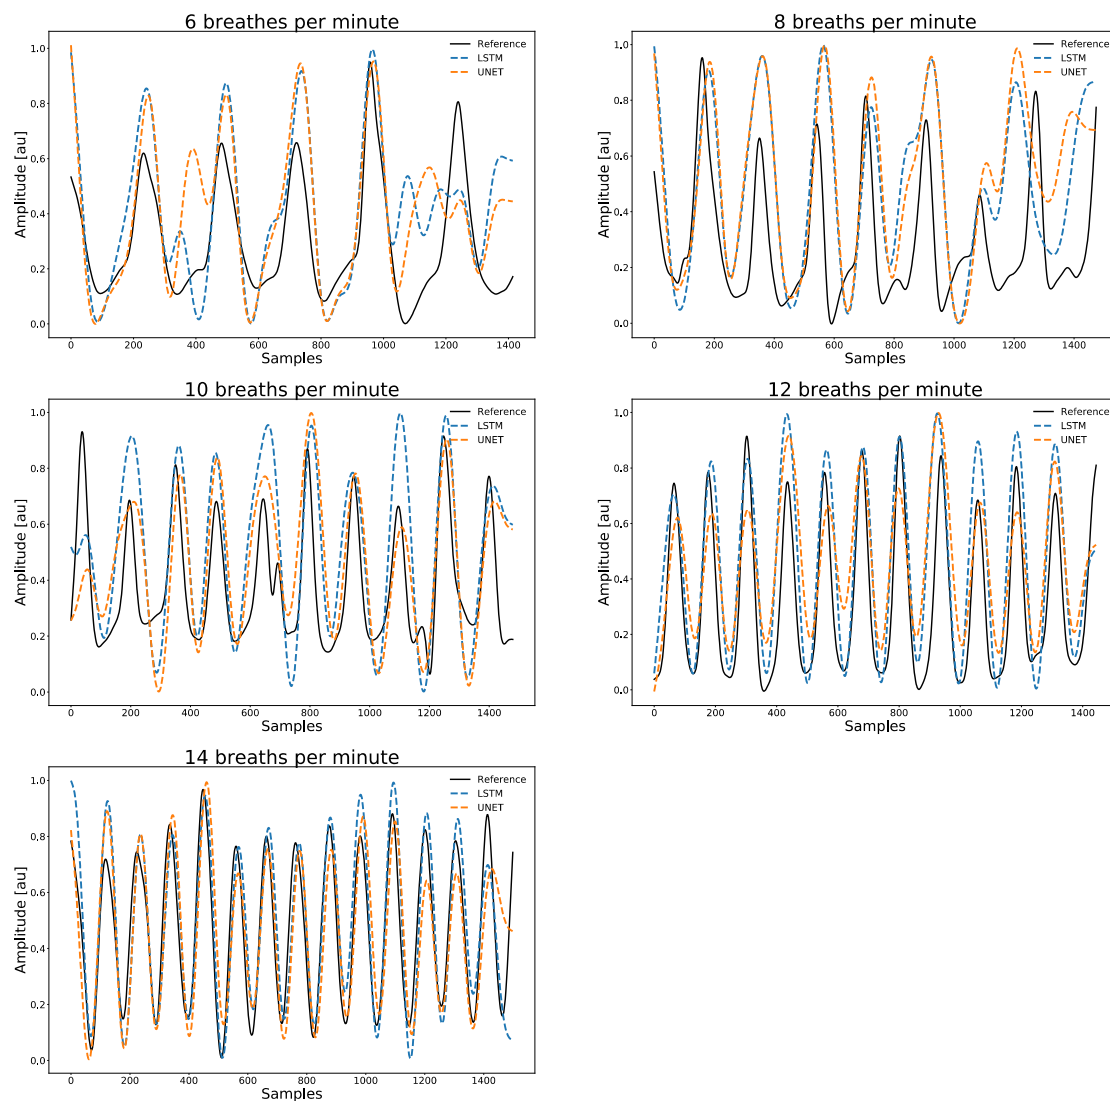 6 breathes per minute
1.0
0.8
0.6
0.4
0.2
0.0
Amplitude [au]
Reference
LSTM
UNET
0 200 400 600 800 1000 1200 1400
Samples
8 breaths per minute
1.0
0.8
0.6
0.4
0.2
0.0
Amplitude [au]
Reference
LSTM
UNET
0 200 400 600 800 1000 1200 1400
Samples
10 breaths per minute
1.0
0.8
0.6
0.4
0.2
0.0
Amplitude [au]
Reference
LSTM
UNET
0 200 400 600 800 1000 1200 1400
Samples
12 breaths per minute
1.0
0.8
0.6
0.4
0.2
0.0
Amplitude [au]
Reference
LSTM
UNET
0 200 400 600 800 1000 1200 1400
Samples
14 breaths per minute
1.0
0.8
0.6
0.4
0.2
0.0
Amplitude [au]
Reference
LSTM
UNET
0 200 400 600 800 1000 1200 1400
Samples